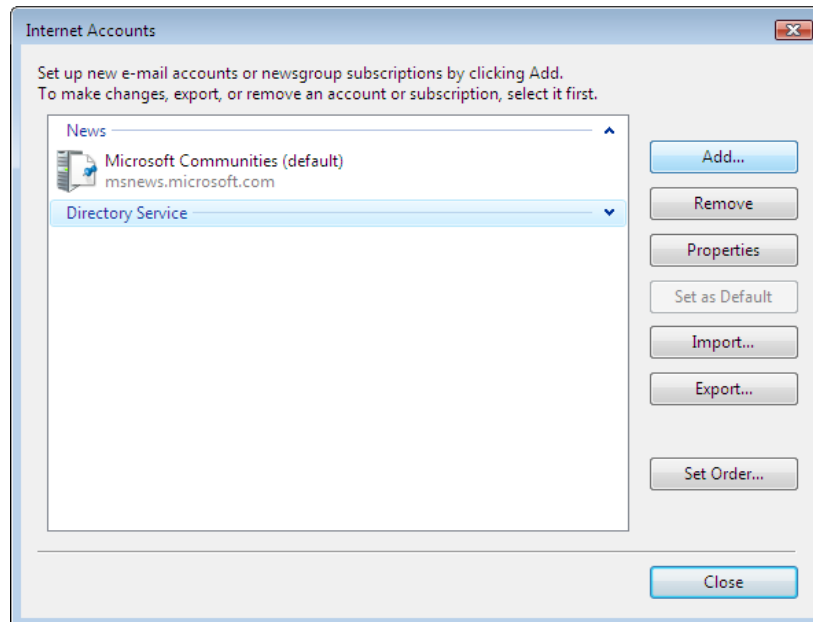 Internet Accounts
Set up new e-mail accounts or newsgroup subscriptions by clicking Add.
To make changes, export, or remove an account or subscription, select it first.
News
Microsoft Communities (default)
msnews.microsoft.com
Directory Service
Add...
Remove
Properties
Set as Default
Import...
Export...
Set Order...
Close